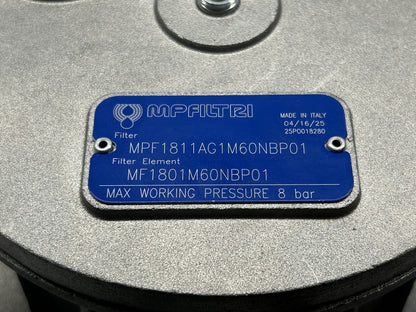 MPFILTRI
MADE IN ITALY
04/16/25
25P0018280
Filter
MPF1811AG1M60NBP01
Filter Element
MF1801M60NBP01
MAX WORKING PRESSURE 8 bar